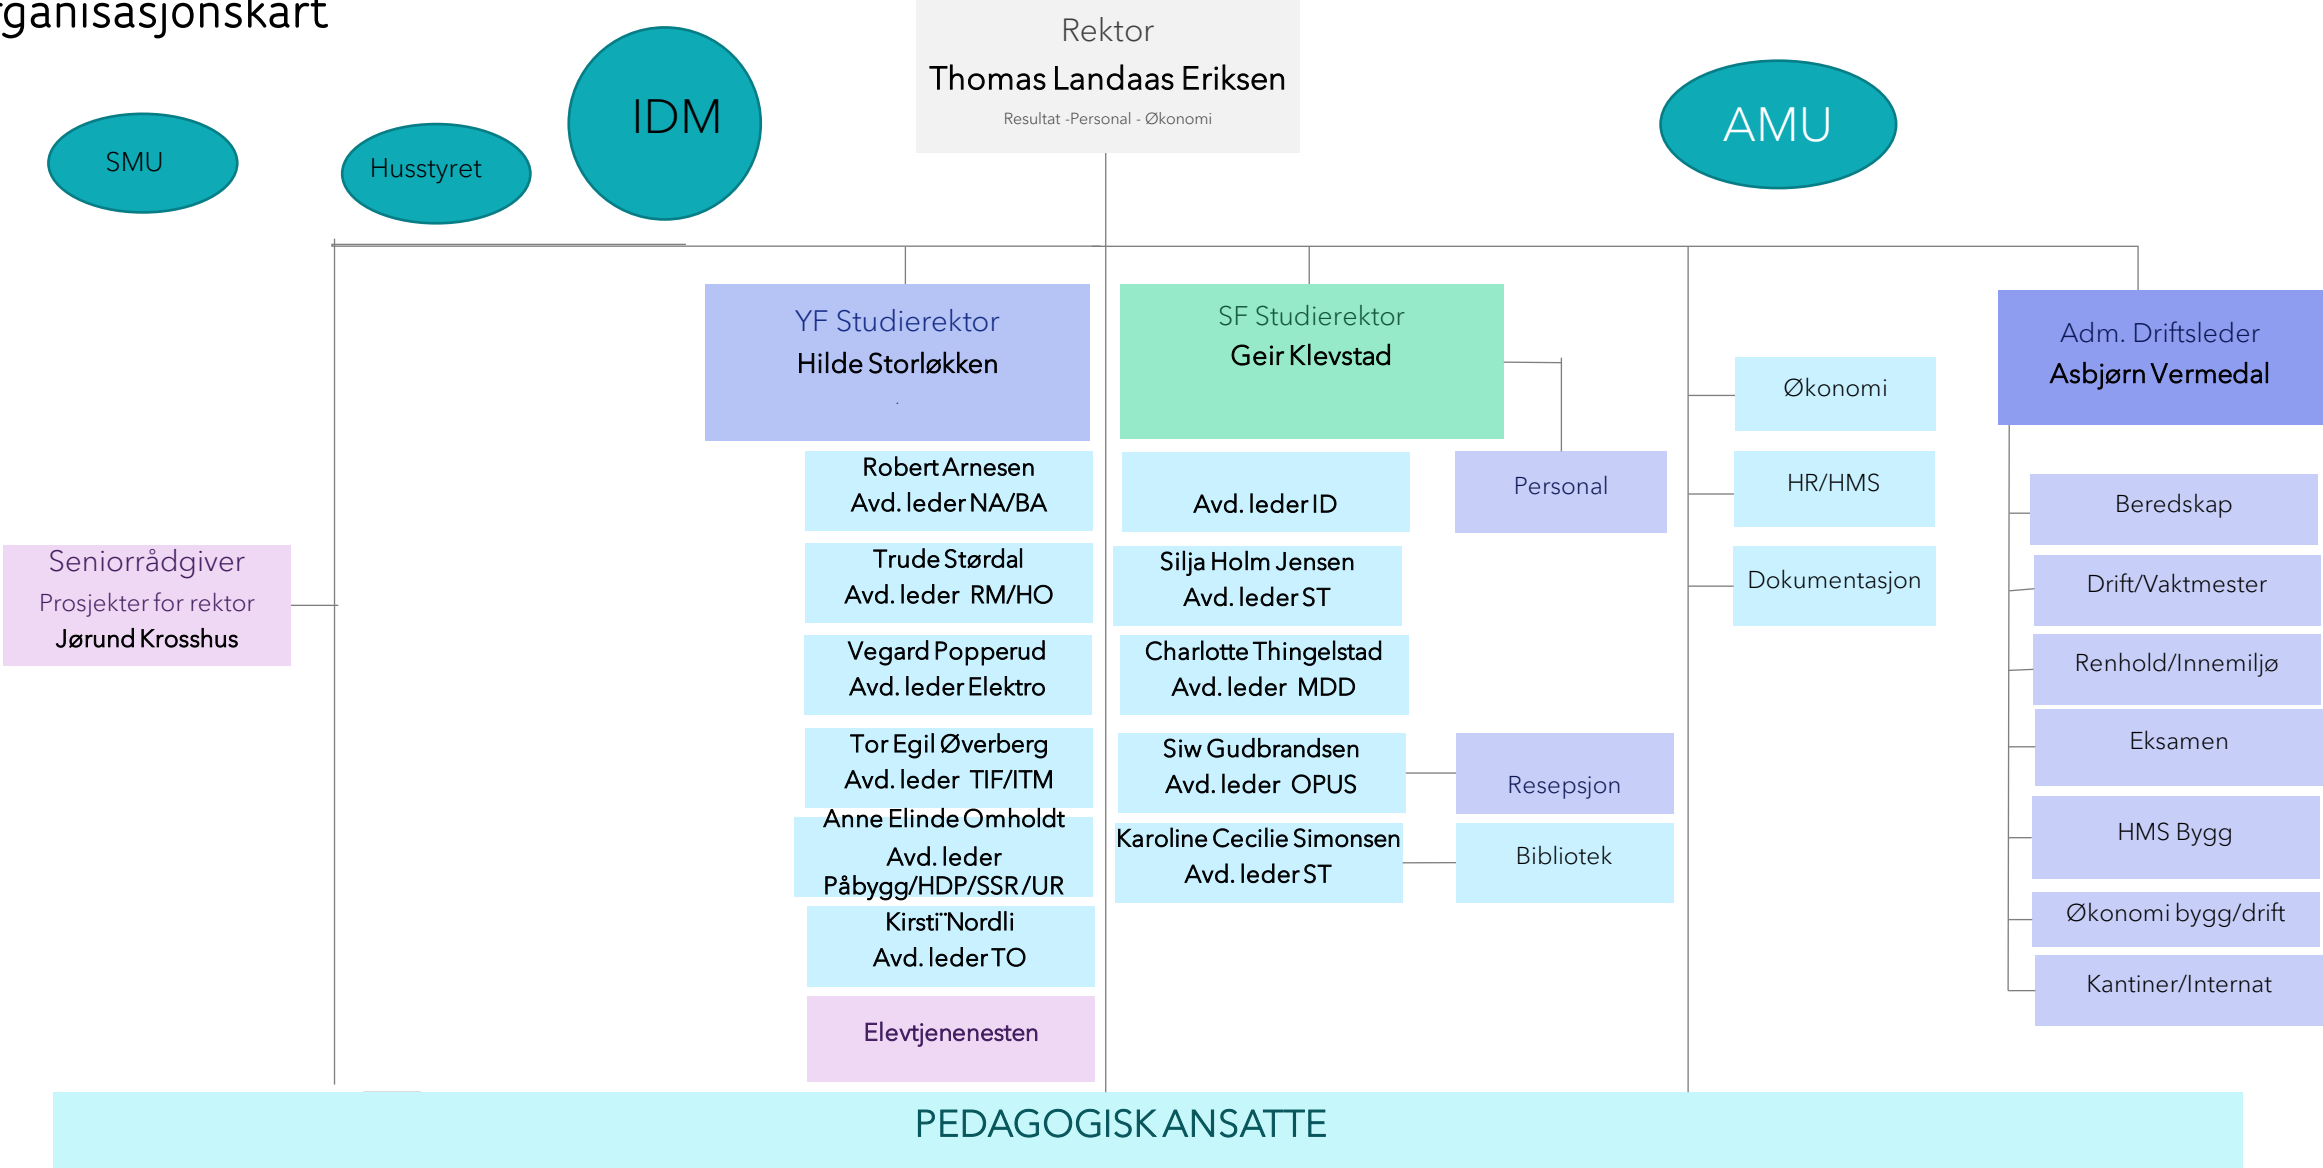 rganisasjonskart
Rektor
Thomas Landaas Eriksen
Resultat -Personal - Økonomi
IDM
AMU
SMU
Husstyret
YF Studierektor
Hilde Storløkken
.
SF Studierektor
Geir Klevstad
Adm. Driftsleder
Asbjørn Vermedal
Økonomi
HR/HMS
Dokumentasjon
Personal
Robert Arnesen
Avd. leder NA/BA
Trude Størdal
Avd. leder RM/HO
Vegard Popperud
Avd. leder Elektro
Tor Egil Øverberg
Avd. leder TIF/ITM
Anne Elinde Omholdt
Avd. leder
Påbygg/HDP/SSR/UR
Kirsti¨Nordli
Avd. leder TO
Elevtjenenesten
Avd. leder ID
Silja Holm Jensen
Avd. leder ST
Charlotte Thingelstad
Avd. leder MDD
Siw Gudbrandsen
Avd. leder OPUS
Karoline Cecilie Simonsen
Avd. leder ST
Resepsjon
Bibliotek
Seniorrådgiver
Prosjekter for rektor
Jørund Krosshus
Beredskap
Drift/Vaktmester
Renhold/Innemiljø
Eksamen
HMS Bygg
Økonomi bygg/drift
Kantiner/Internat
PEDAGOGISK ANSATTE